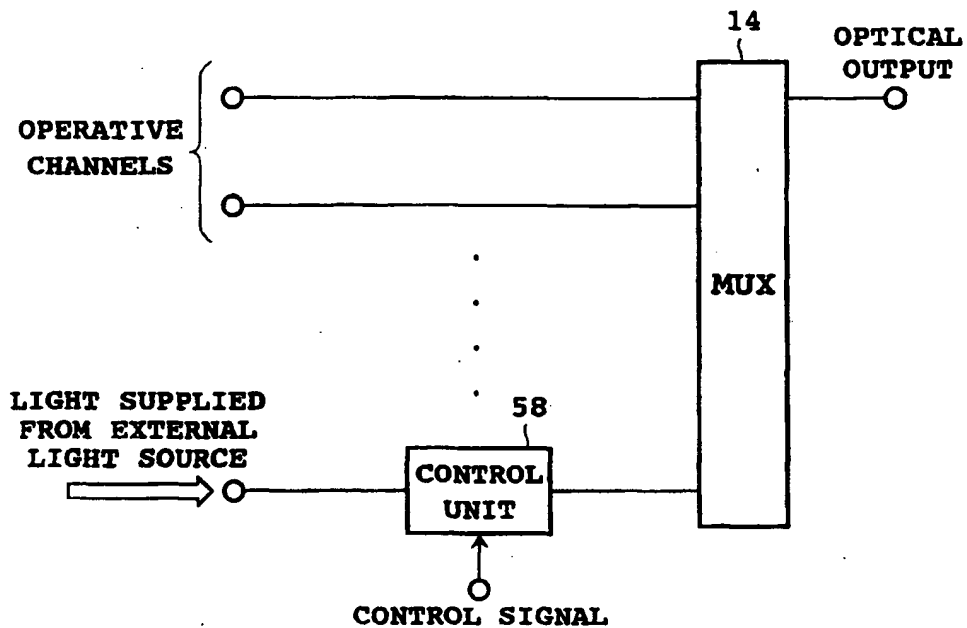 14
OPTICAL
OUTPUT
OPERATIVE
CHANNELS
MUX
LIGHT SUPPLIED
FROM EXTERNAL
LIGHT SOURCE
58
CONTROL
UNIT
CONTROL SIGNAL